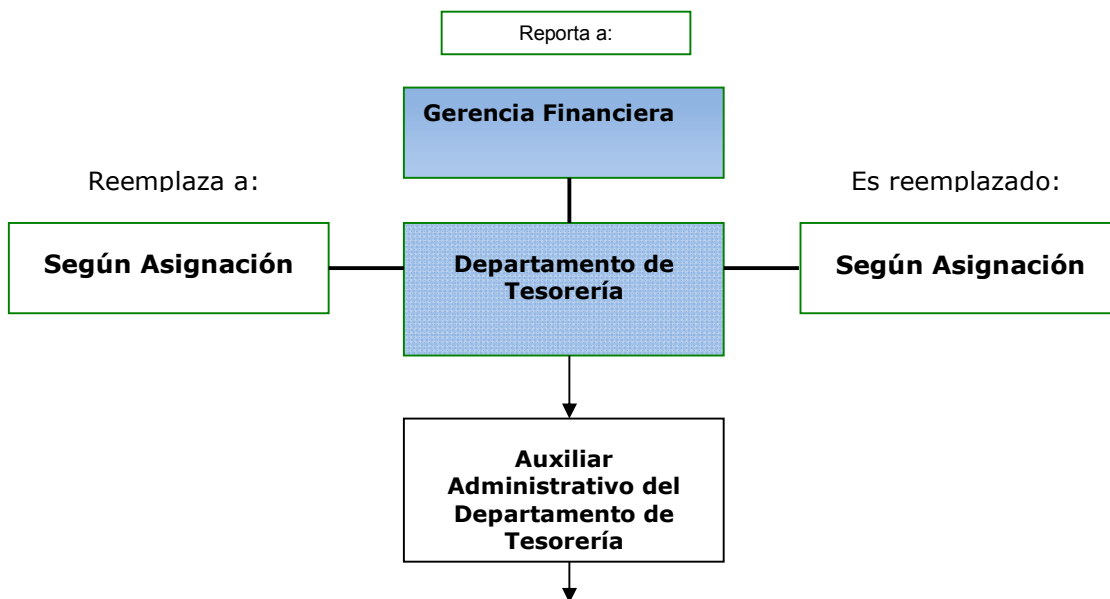 Reporta a:
Gerencia Financiera
Reemplaza a:
Es reemplazado:
Según Asignación
Departamento de
Tesorería
Según Asignación
Auxiliar
Administrativo del
Departamento de
Tesorería